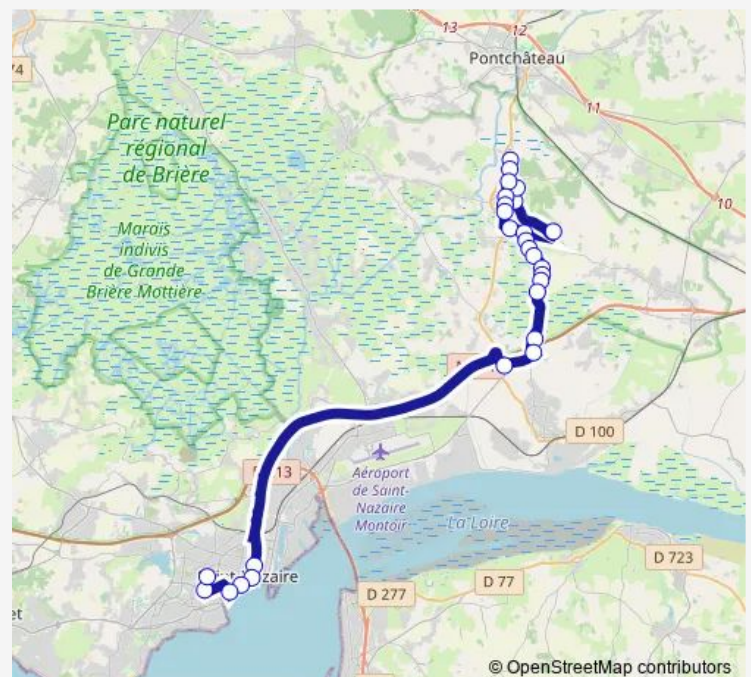 13
12
Pontchâteau
74
11
Parc naturel
régional
de Brière
10
Marais
indivis
de Grande
Brière Mottière
D 100
Aéroport
de Saint-
Nazaire
Montoir
La Loire
D 723
D 77
D 277
© OpenStreetMap contributors